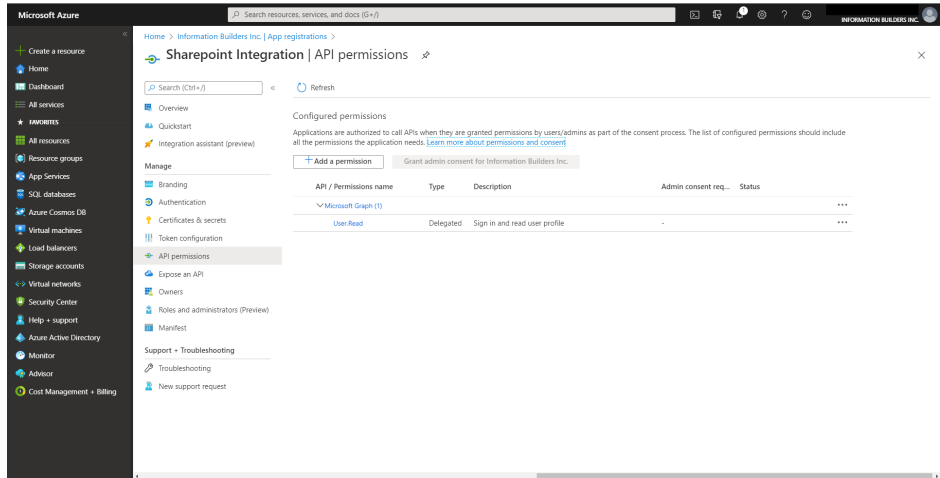 Microsoft Azure
Search resources, services, and docs (G+/)
1
INFORMATION BUILDERS INC.
«
Create a resource
Home
Dashboard
All services
FAVORITES
All resources
Resource groups
App Services
SQL databases
Azure Cosmos DB
Virtual machines
Load balancers
Storage accounts
Virtual networks
Security Center
Help + support
Azure Active Directory
Monitor
Advisor
Cost Management + Billing
Home > Information Builders Inc. | App registrations >
Sharepoint Integration | API permissions
Search (Ctrl+/)
«
Overview
Quickstart
Integration assistant (preview)
Manage
Branding
Authentication
Certificates & secrets
Token configuration
API permissions
Expose an API
Owners
Roles and administrators (Preview)
Manifest
Support + Troubleshooting
Troubleshooting
New support request
Refresh
Configured permissions
Applications are authorized to call APIs when they are granted permissions by users/admins as part of the consent process. The list of configured permissions should include
all the permissions the application needs. Learn more about permissions and consent
+ Add a permission Grant admin consent for Information Builders Inc.
API / Permissions name Type Description Admin consent req... Status
Microsoft Graph (1) ...
User.Read Delegated Sign in and read user profile - ...